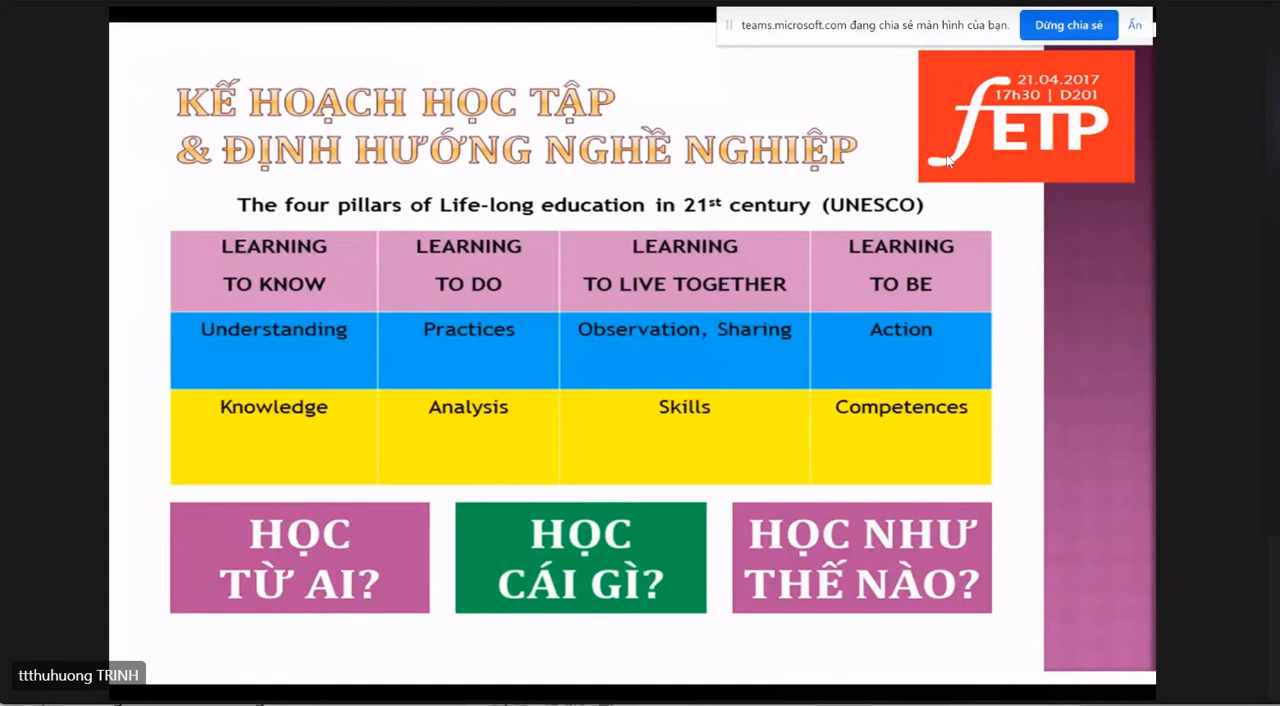 teams.microsoft.com đang chia sẻ màn hình của bạn. Dừng chia sẻ Ẩn
21.04.2017
17h30 | D201
fETP
KẾ HOẠCH HỌC TẬP
& ĐỊNH HƯỚNG NGHỀ NGHIỆP
The four pillars of Life-long education in 21st century (UNESCO)
LEARNING LEARNING LEARNING LEARNING
TO KNOW TO DO TO LIVE TOGETHER TO BE
Understanding Practices Observation, Sharing Action
Knowledge Analysis Skills Competences
HỌC
TỪ AI?
HỌC
CÁI GÌ?
HỌC NHƯ
THẾ NÀO?
ttthuhuong TRINH